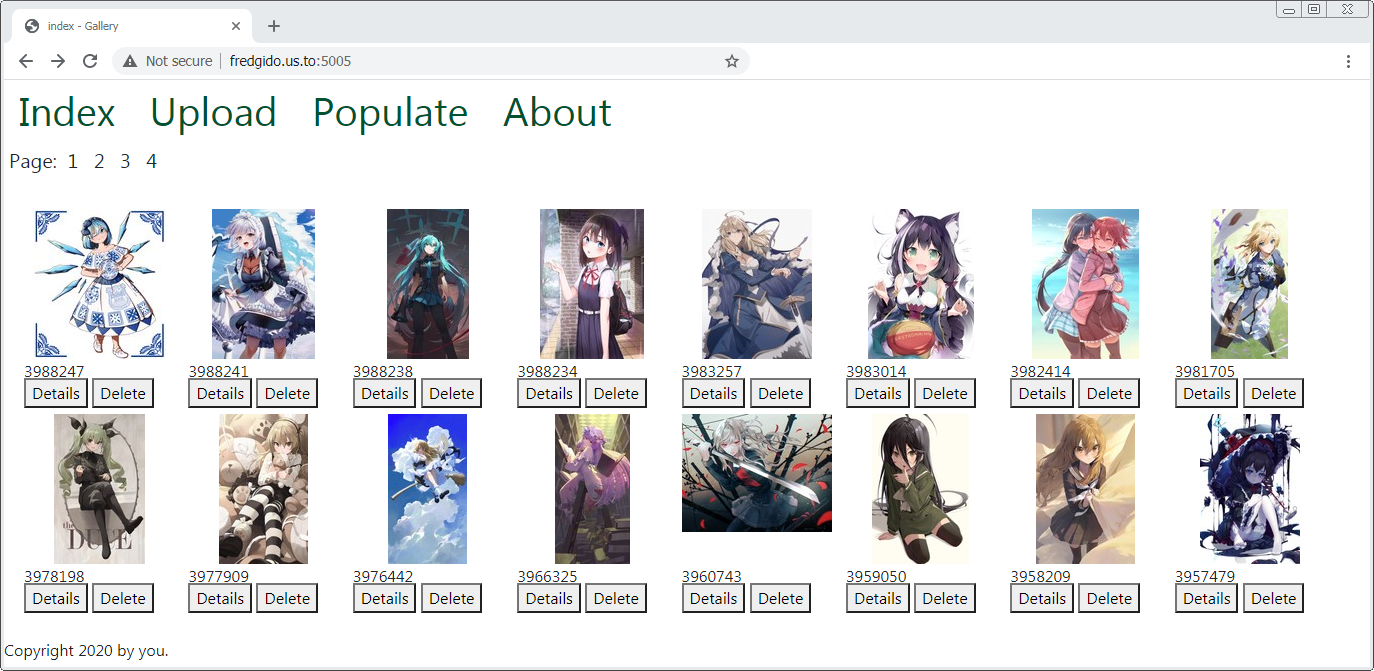 index - Gallery
Not secure fredgido.us.to:5005
Index Upload Populate About
Page: 1 2 3 4
3988247 3988241 3988238 3988234 3983257 3983014 3982414 3981705
Details Delete Details Delete Details Delete Details Delete Details Delete Details Delete Details Delete Details Delete
the
DUCE
3978198 3977909 3976442 3966325 3960743 3959050 3958209 3957479
Details Delete Details Delete Details Delete Details Delete Details Delete Details Delete Details Delete Details Delete
Copyright 2020 by you.